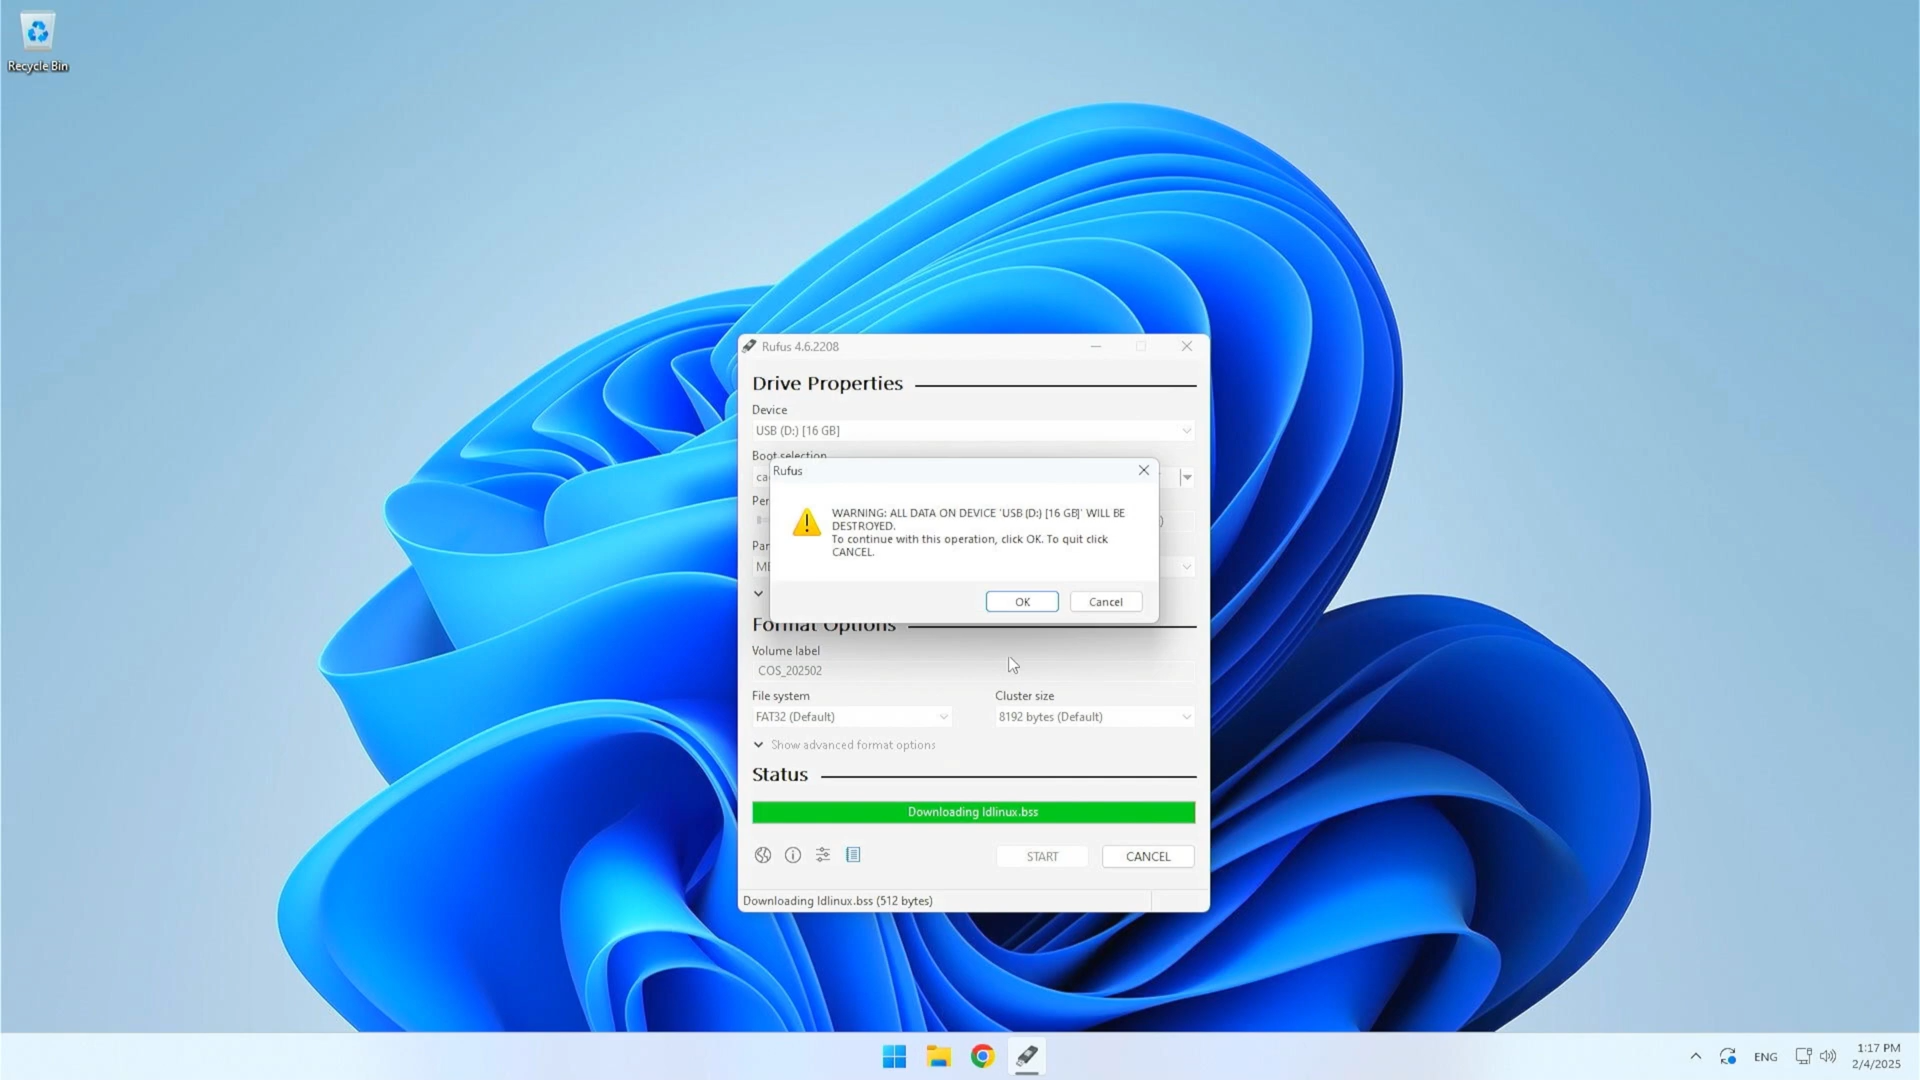 Recycle Bin
Rufus 4.6.2208
Drive Properties
Device
USB (D:) [16 GB]
Boot selection
Rufus
WARNING: ALL DATA ON DEVICE 'USB (D:) [16 GB]' WILL BE
DESTROYED.
To continue with this operation, click OK. To quit click
CANCEL.
OK Cancel
Format Options
Volume label
COS_202502
File system Cluster size
FAT32 (Default) 8192 bytes (Default)
Show advanced format options
Status
Downloading ldlinux.bss
START CANCEL
Downloading ldlinux.bss (512 bytes)
ENG
1:17 PM
2/4/2025